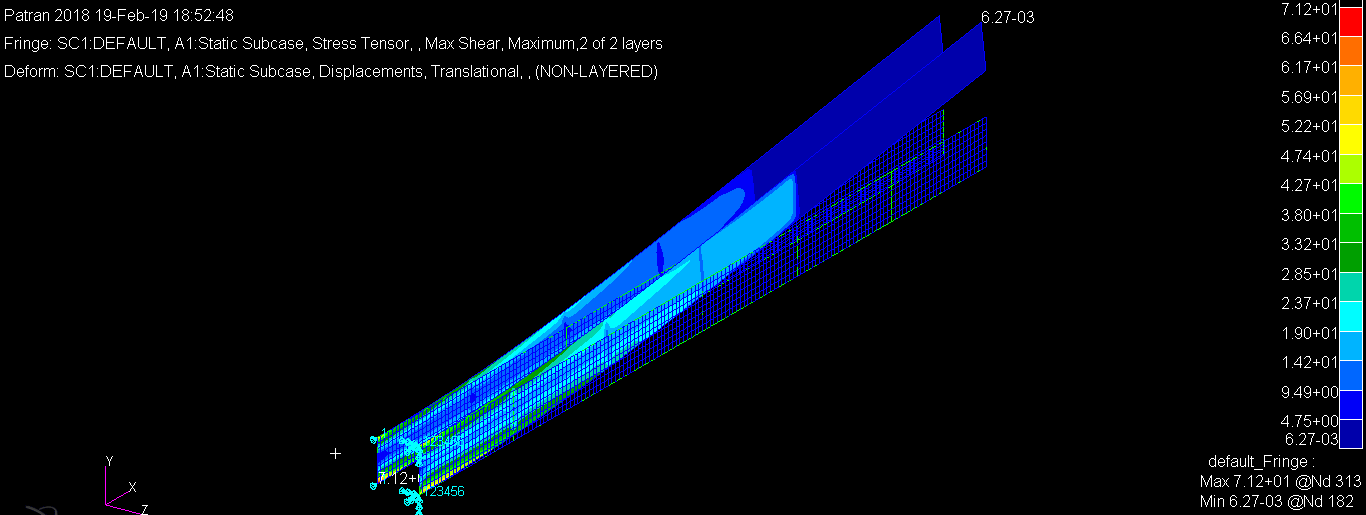 Patran 2018 19-Feb-19 18:52:48
Fringe: SC1:DEFAULT, A1:Static Subcase, Stress Tensor, , Max Shear, Maximum,2 of 2 layers
Deform: SC1:DEFAULT, A1:Static Subcase, Displacements, Translational, , (NON-LAYERED)
6.27-03
7.12+01
6.64+01
6.17+01
5.69+01
5.22+01
4.74+01
4.27+01
3.80+01
3.32+01
2.85+01
2.37+01
1.90+01
1.42+01
9.49+00
4.75+00
6.27-03
default_Fringe :
Max 7.12+01 @Nd 313
Min 6.27-03 @Nd 182
1
123456
Y
X
Z